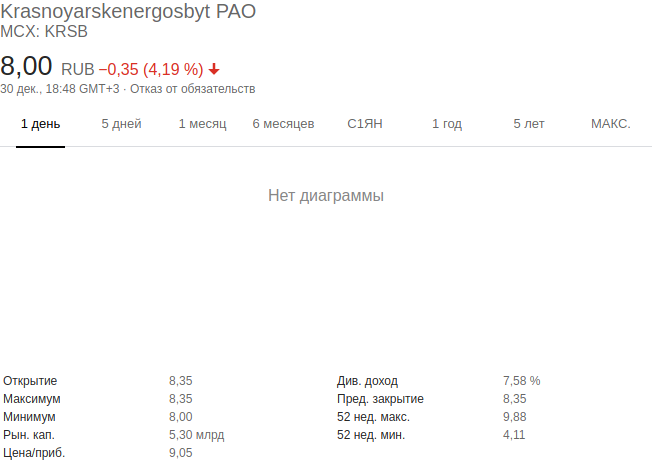 Krasnoyarskenergosbyt PAO
MCX: KRSB
8,00 RUB −0,35 (4,19 %)
30 дек., 18:48 GMT+3 · Отказ от обязательств
1 день 5 дней 1 месяц 6 месяцев С1ЯН 1 год 5 лет МАКС.
Нет диаграммы
Открытие 8,35 Див. доход 7,58 %
Максимум 8,35 Пред. закрытие 8,35
Минимум 8,00 52 нед. макс. 9,88
Рын. кап. 5,30 млрд 52 нед. мин. 4,11
Цена/приб. 9,05